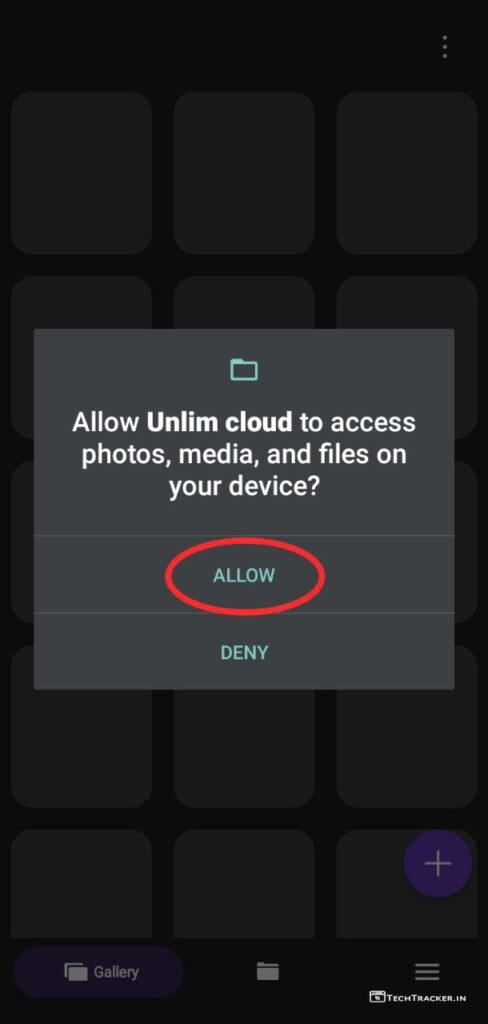 Allow Unlim cloud to access
photos, media, and files on
your device?
ALLOW
DENY
Gallery
TECHTRACKER.IN